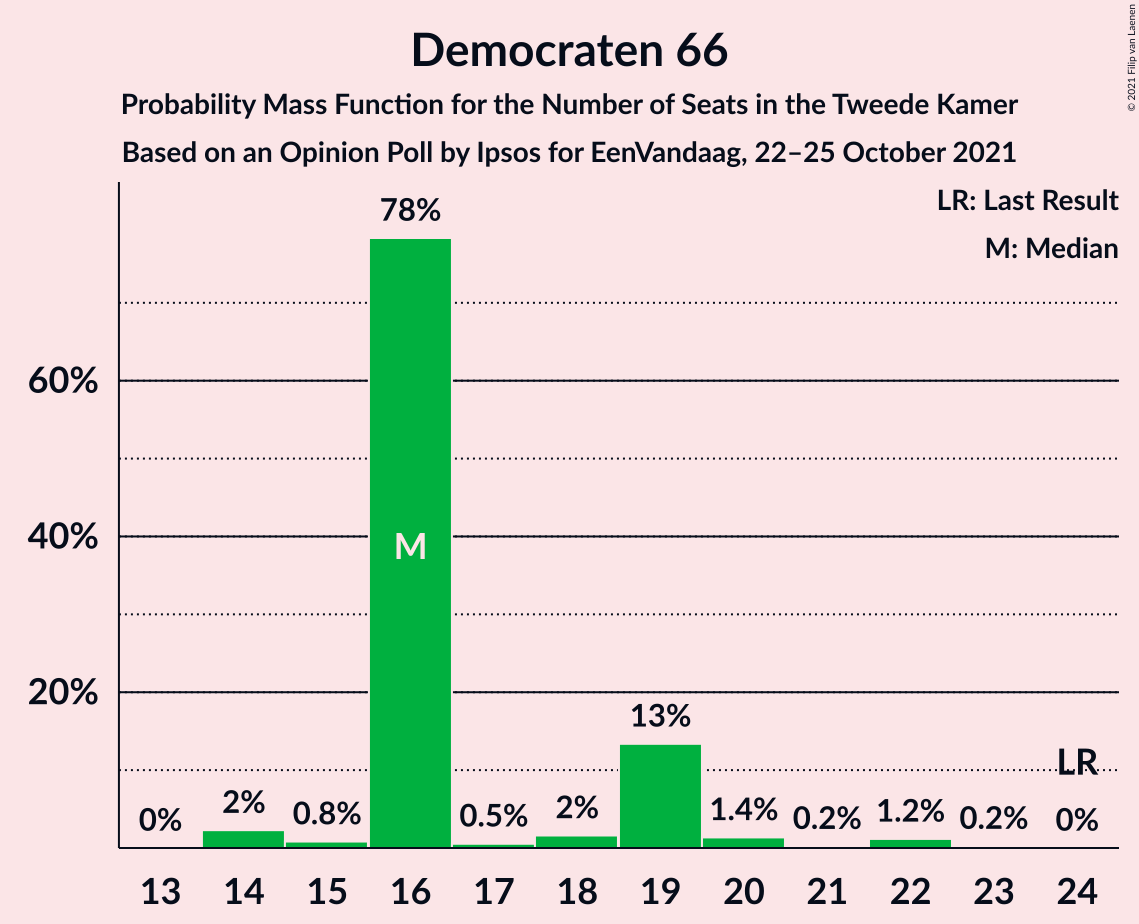 © 2021 Filip van Laenen
Democraten 66
Probability Mass Function for the Number of Seats in the Tweede Kamer
Based on an Opinion Poll by Ipsos for EenVandaag, 22–25 October 2021
LR: Last Result
M: Median
78%
60%
40%
M
20%
13%
LR
0% 2% 0.8% 0.5% 2% 1.4% 0.2% 1.2% 0.2% 0%
13 14 15 16 17 18 19 20 21 22 23 24